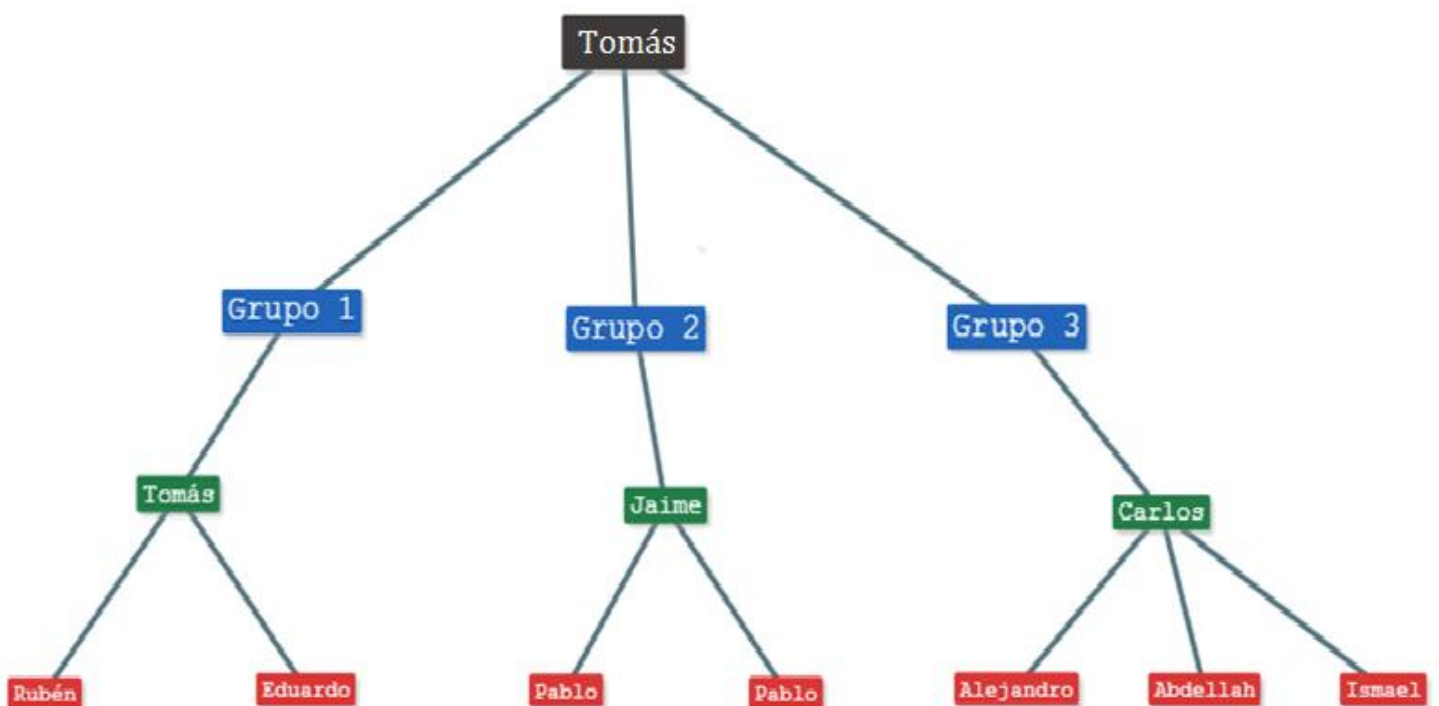 Tomás
Grupo 1
Grupo 2
Grupo 3
Tomás
Jaime
Carlos
Rubén
Eduardo
Pablo
Pablo
Alejandro
Abdellah
Ismael